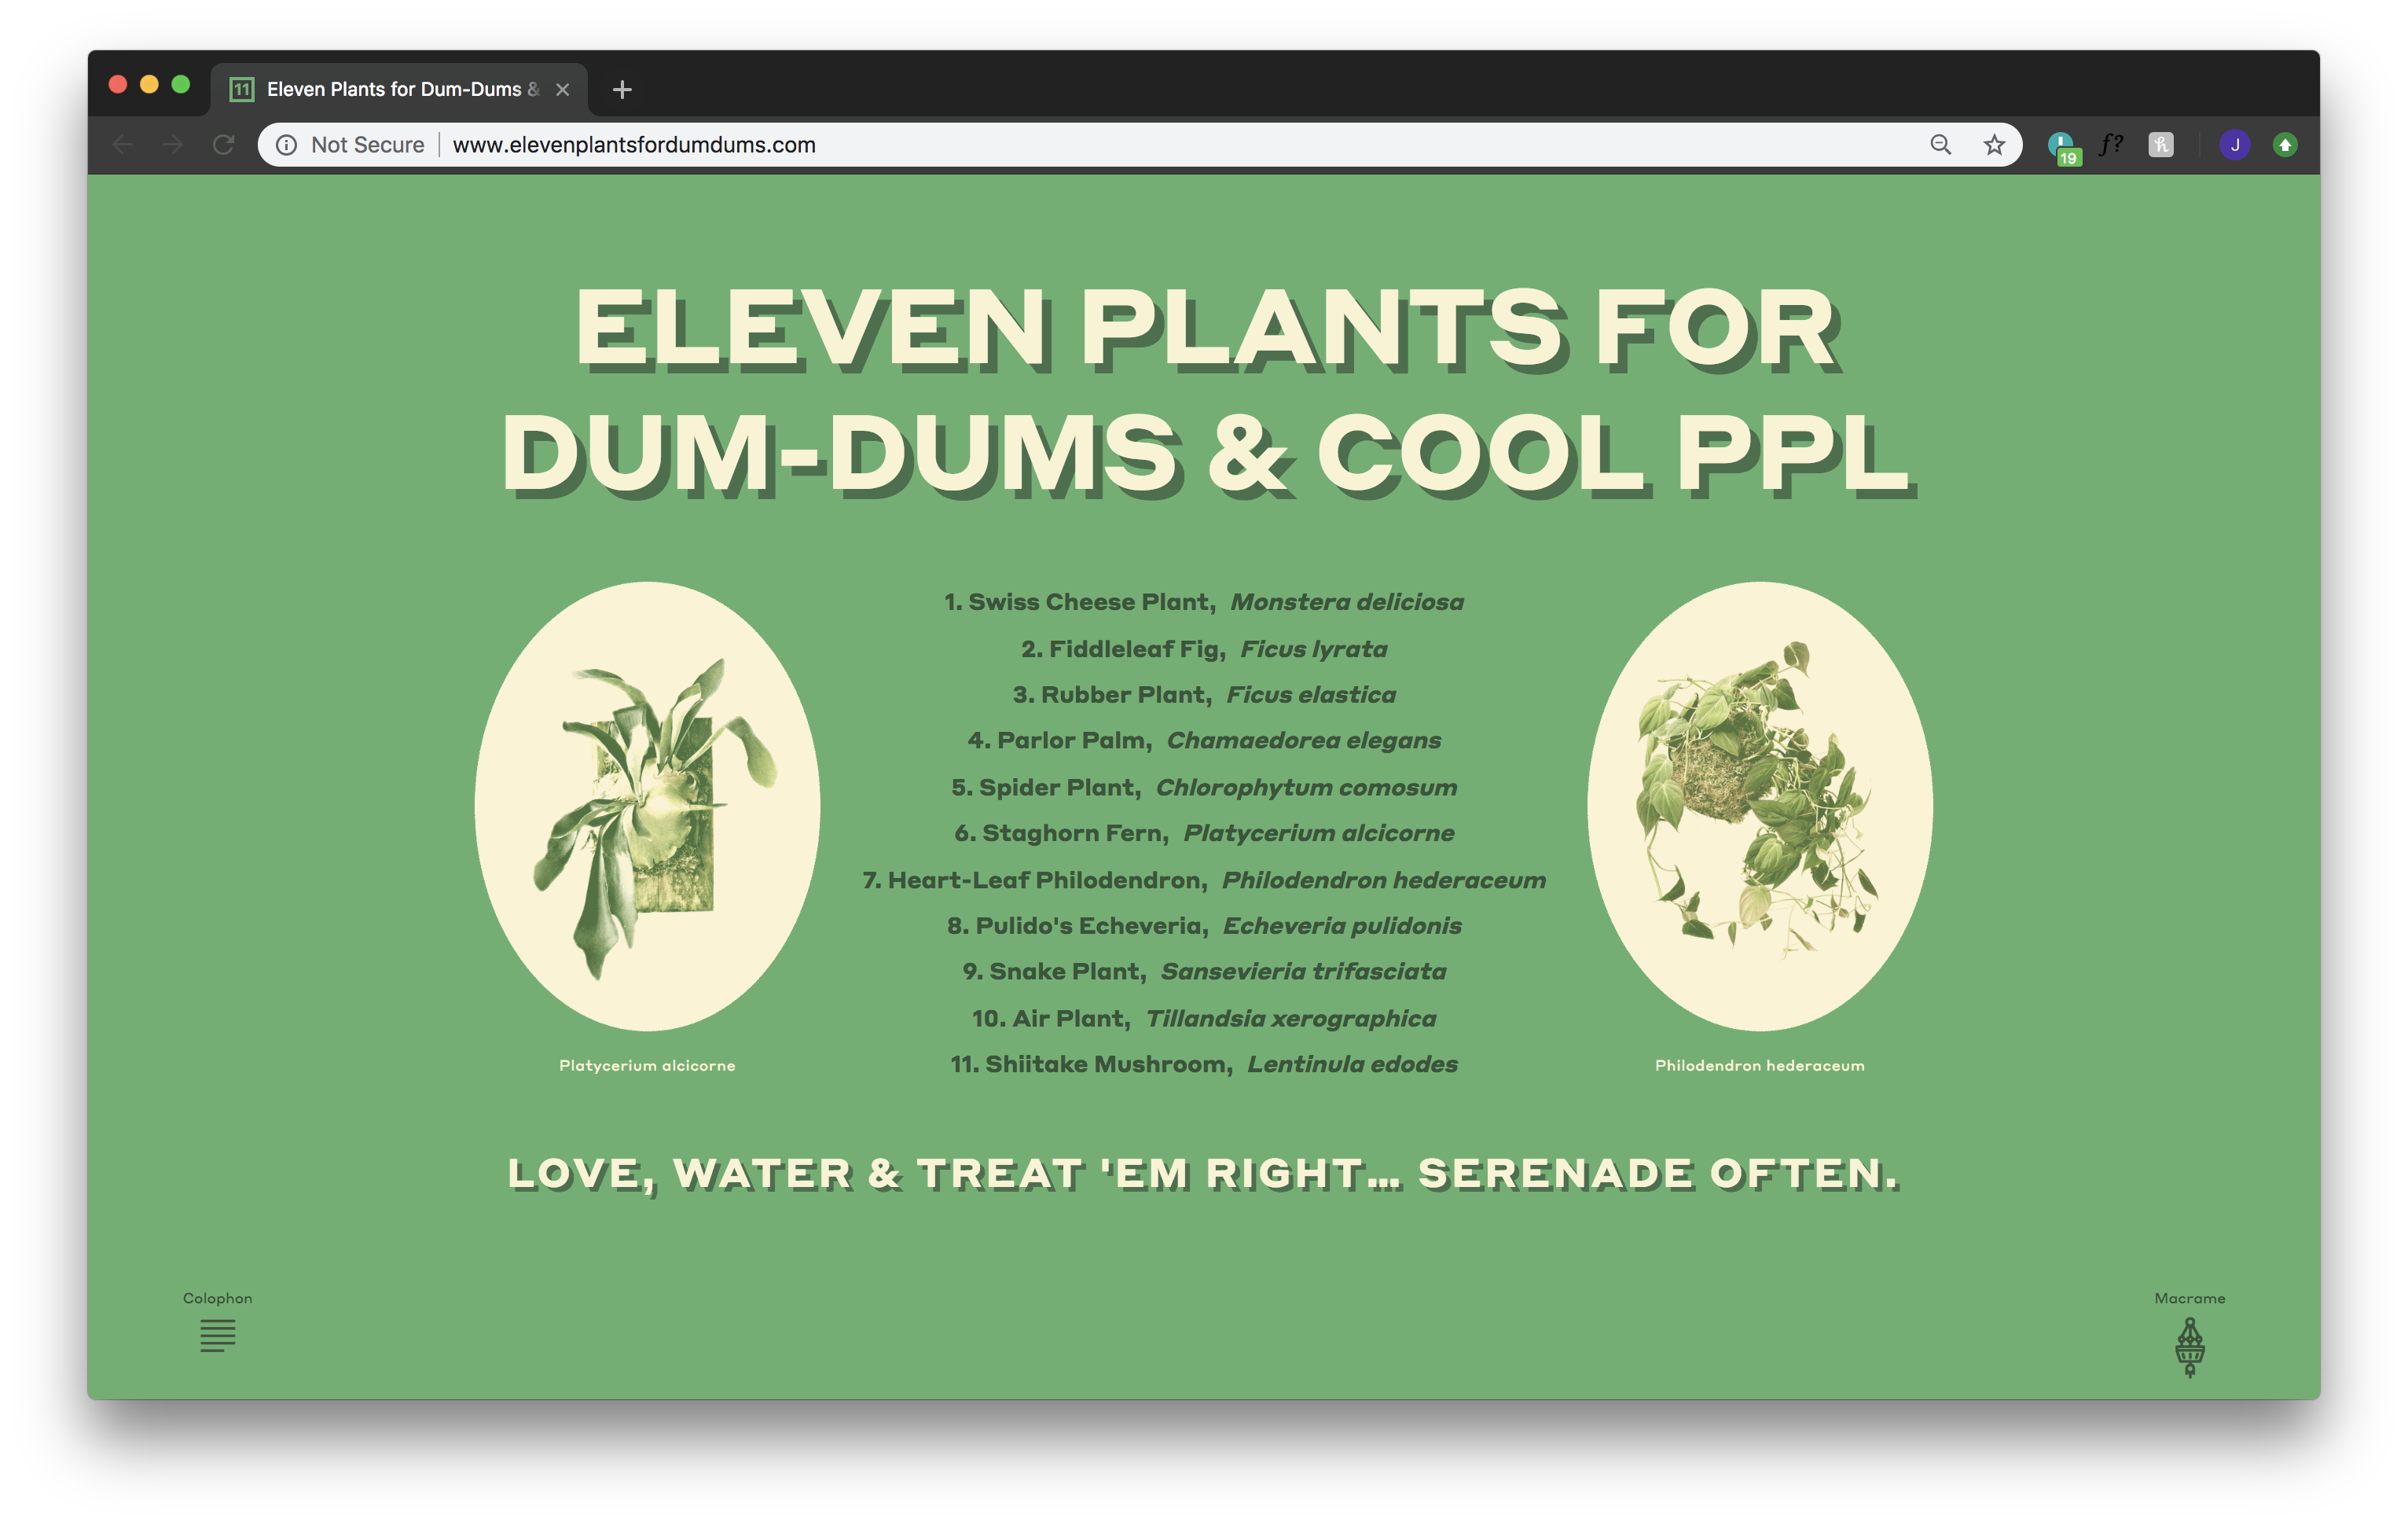 11 Eleven Plants for Dum-Dums &
Not Secure www.elevenplantsfordumdums.com
19 f? h J
ELEVEN PLANTS FOR
DUM-DUMS & COOL PPL
1. Swiss Cheese Plant, Monstera deliciosa
2. Fiddleleaf Fig, Ficus lyrata
3. Rubber Plant, Ficus elastica
4. Parlor Palm, Chamaedorea elegans
5. Spider Plant, Chlorophytum comosum
6. Staghorn Fern, Platycerium alcicorne
7. Heart-Leaf Philodendron, Philodendron hederaceum
8. Pulido's Echeveria, Echeveria pulidonis
9. Snake Plant, Sansevieria trifasciata
10. Air Plant, Tillandsia xerographica
11. Shiitake Mushroom, Lentinula edodes
Platycerium alcicorne
Philodendron hederaceum
LOVE, WATER & TREAT 'EM RIGHT... SERENADE OFTEN.
Colophon
Macrame